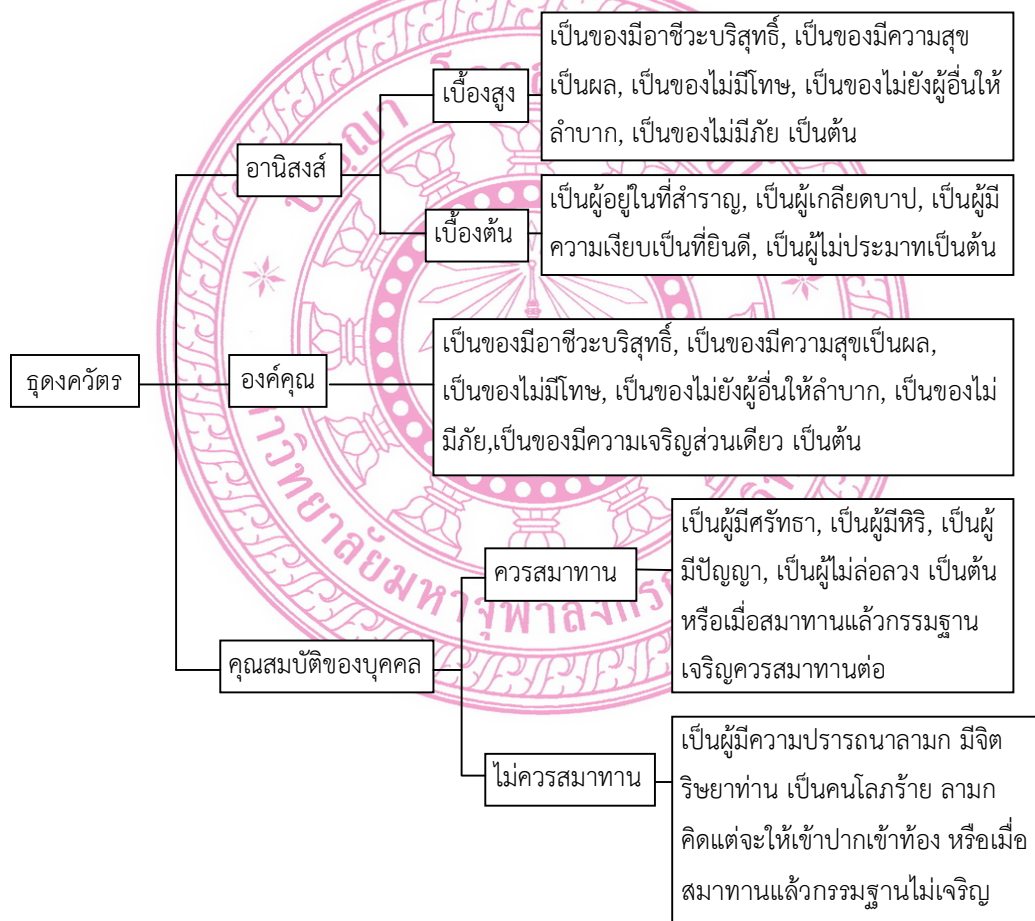 เป็นของมีอาชีวะบริสุทธิ์, เป็นของมีความสุข
เป็นผล, เป็นของไม่มีโทษ, เป็นของไม่ยังผู้อื่นให้
ลำบาก, เป็นของไม่มีภัย เป็นต้น
เบื้องสูง
อานิสงส์
เบื้องต้น
เป็นผู้อยู่ในที่สำราญ, เป็นผู้เกลียดบาป, เป็นผู้มี
ความเงียบเป็นที่ยินดี, เป็นผู้ไม่ประมาทเป็นต้น
ธุดงควัตร
องค์คุณ
เป็นของมีอาชีวะบริสุทธิ์, เป็นของมีความสุขเป็นผล,
เป็นของไม่มีโทษ, เป็นของไม่ยังผู้อื่นให้ลำบาก, เป็นของไม่
มีภัย,เป็นของมีความเจริญส่วนเดียว เป็นต้น
คุณสมบัติของบุคคล
ควรสมาทาน
เป็นผู้มีศรัทธา, เป็นผู้มีหิริ, เป็นผู้
มีปัญญา, เป็นผู้ไม่ล่อลวง เป็นต้น
หรือเมื่อสมาทานแล้วกรรมฐาน
เจริญควรสมาทานต่อ
ไม่ควรสมาทาน
เป็นผู้มีความปรารถนาลามก มีจิต
ริษยาท่าน เป็นคนโลภร้าย ลามก
คิดแต่จะให้เข้าปากเข้าท้อง หรือเมื่อ
สมาทานแล้วกรรมฐานไม่เจริญ